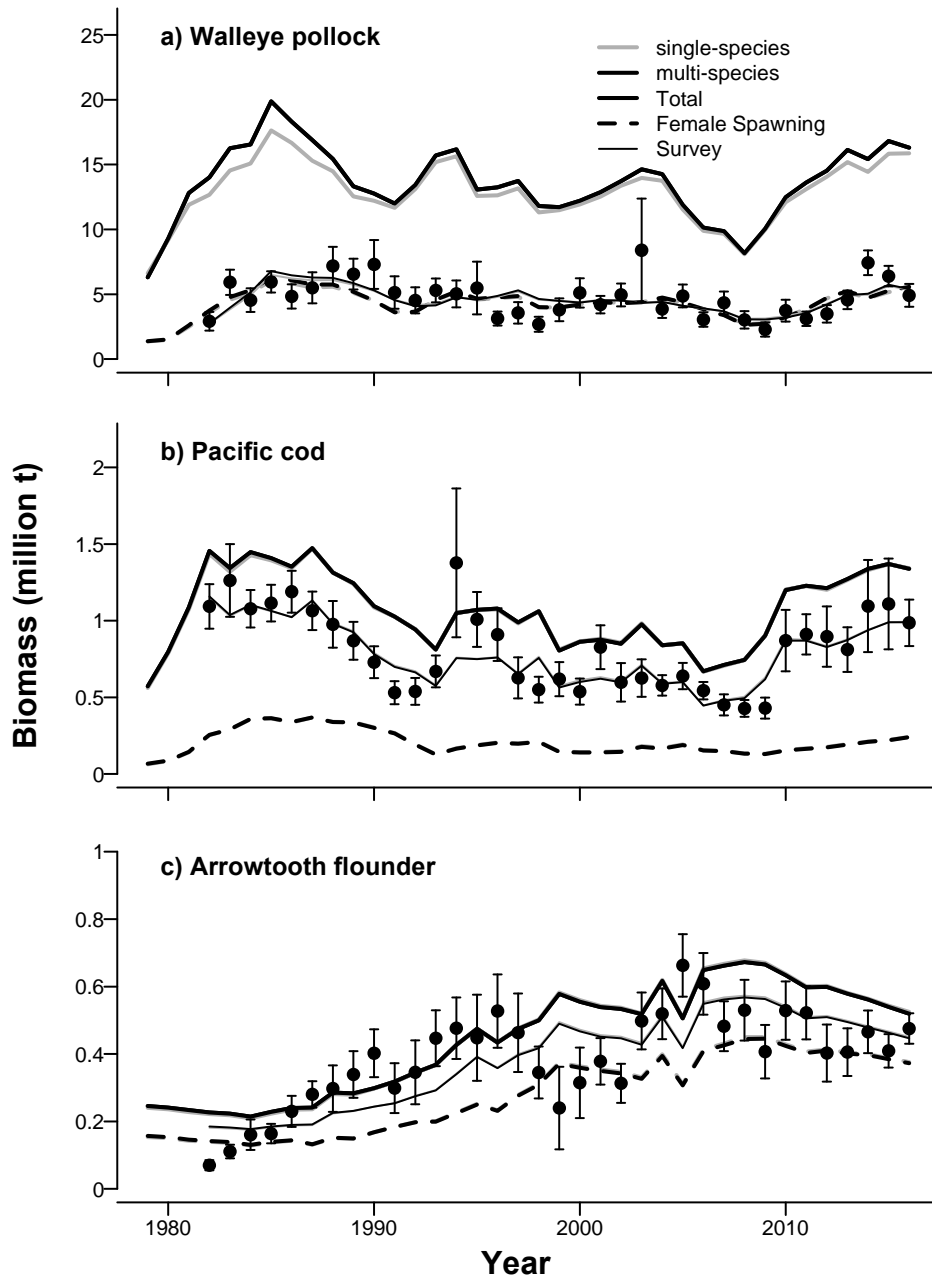 a) Walleye pollock
single-species
multi-species
Total
Female Spawning
Survey
25
20
15
10
5
0
b) Pacific cod
2
1.5
1
0.5
0
Biomass (million t)
c) Arrowtooth flounder
1
0.8
0.6
0.4
0.2
0
1980
1990
2000
2010
Year